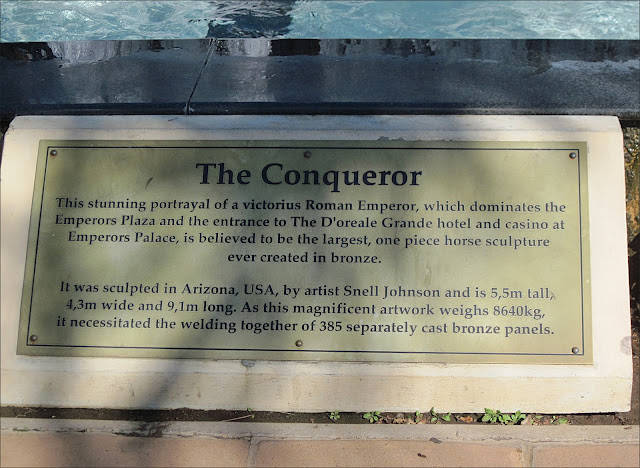 The Conqueror
This stunning portrayal of a victorius Roman Emperor, which dominates the
Emperors Plaza and the entrance to The D'oreale Grande hotel and casino at
Emperors Palace, is believed to be the largest, one piece horse sculpture
ever created in bronze.
It was sculpted in Arizona, USA, by artist Snell Johnson and is 5,5m tall,
4,3m wide and 9,1m long. As this magnificent artwork weighs 8640kg,
it necessitated the welding together of 385 separately cast bronze panels.